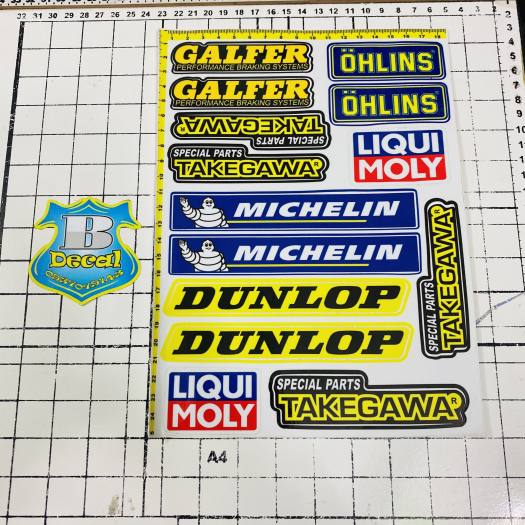 GALFER
PERFORMANCE BRAKING SYSTEMS
ÖHLINS
GALFER
PERFORMANCE BRAKING SYSTEMS
ÖHLINS
SPECIAL PARTS
TAKEGAWA
SPECIAL PARTS
TAKEGAWA®
LIQUI
MOLY
MICHELIN
MICHELIN
SPECIAL PARTS
TAKEGAWA®
B
Decal
DUNLOP
DUNLOP
LIQUI
MOLY
SPECIAL PARTS
TAKEGAWA®
A4